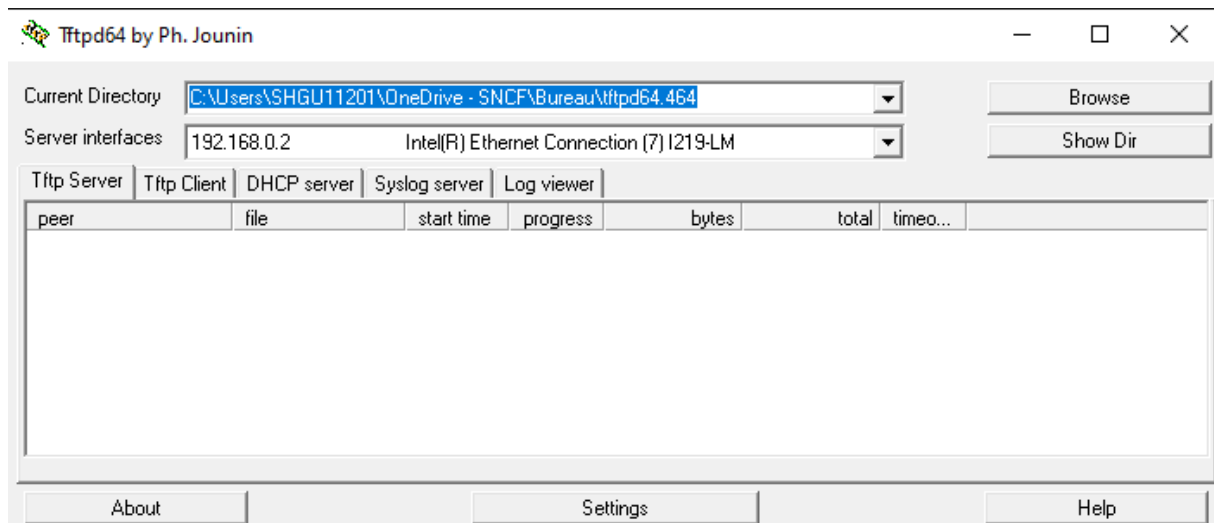 Tftpd64 by Ph. Jounin
Current Directory C:\Users\SHGU11201\OneDrive - SNCF\Bureau\tftpd64.464 Browse
Server interfaces 192.168.0.2 Intel(R) Ethernet Connection (7) I219-LM Show Dir
Tftp Server Tftp Client DHCP server Syslog server Log viewer
peer file start time progress bytes total timeo...
About Settings Help